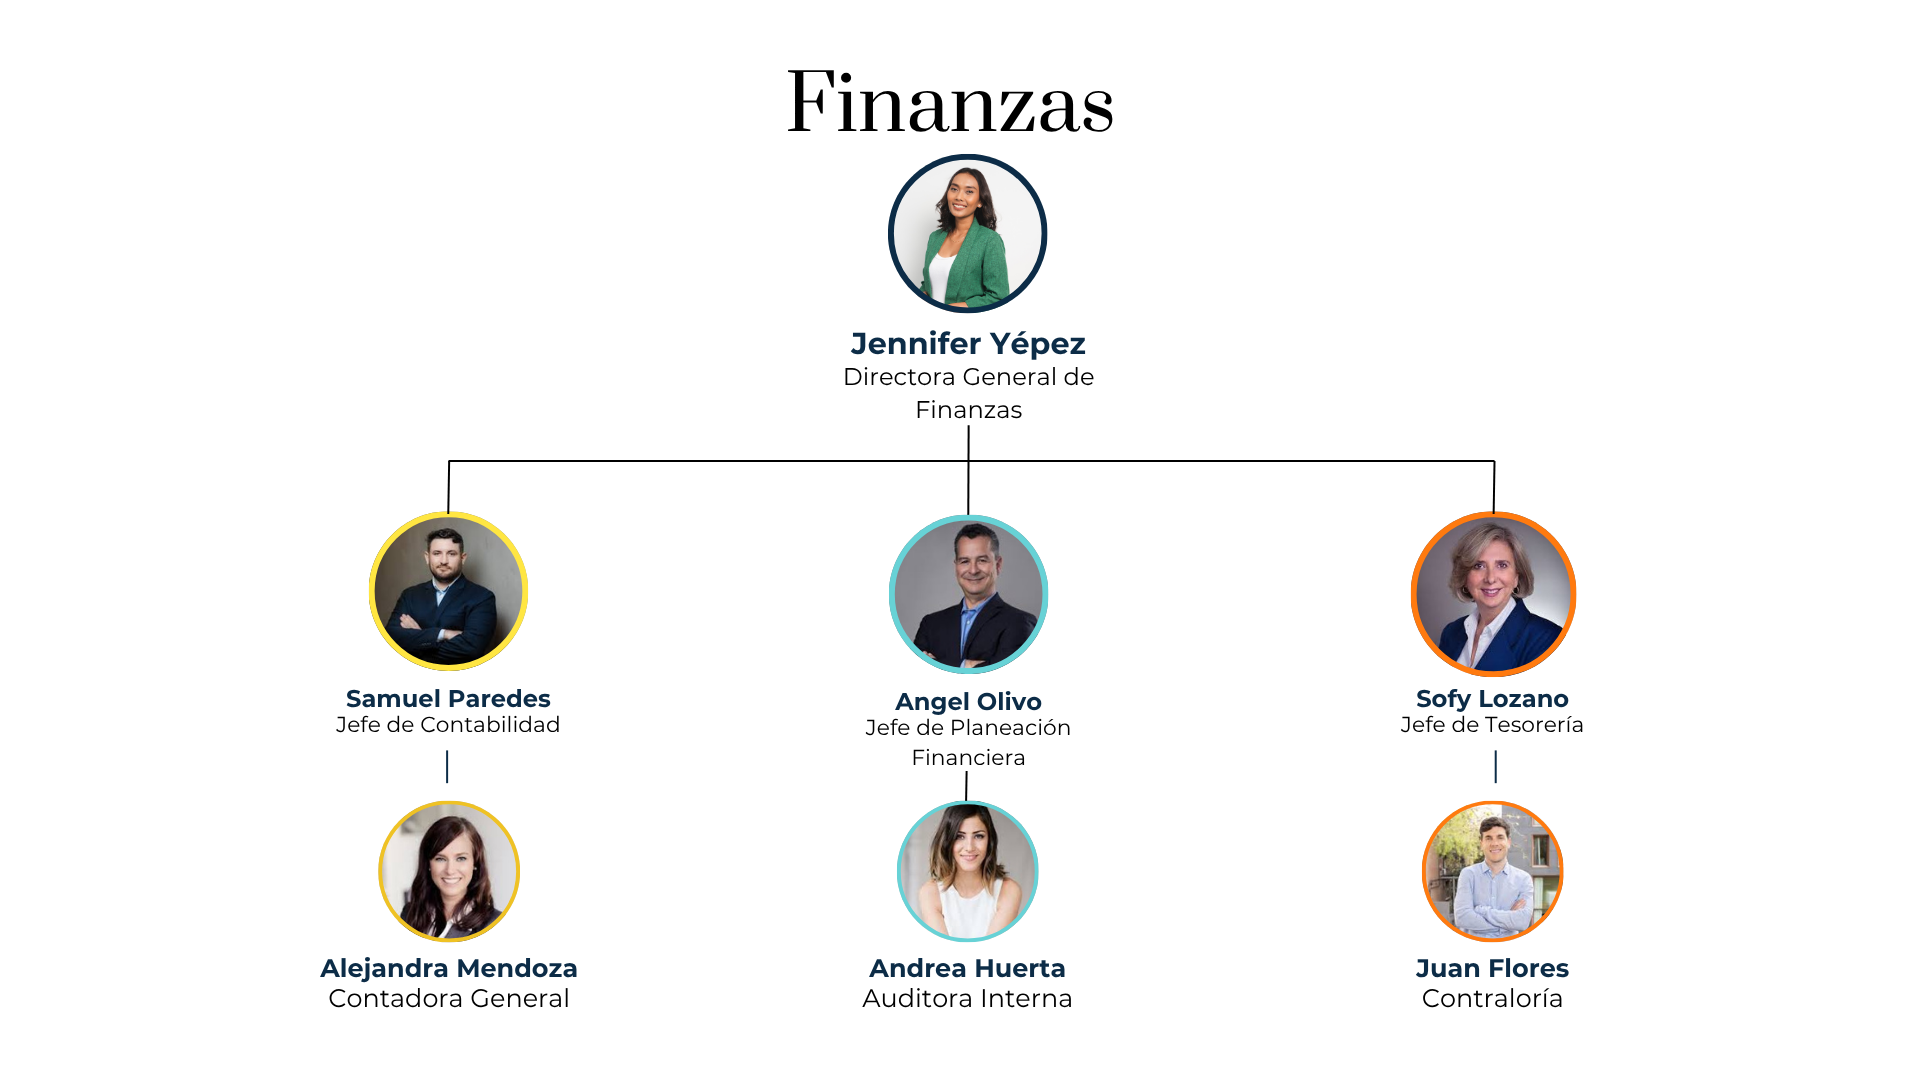 Finanzas
Jennifer Yépez
Directora General de
Finanzas
Samuel Paredes
Jefe de Contabilidad
Angel Olivo
Jefe de Planeación
Financiera
Sofy Lozano
Jefe de Tesorería
Alejandra Mendoza
Contadora General
Andrea Huerta
Auditora Interna
Juan Flores
Contraloría